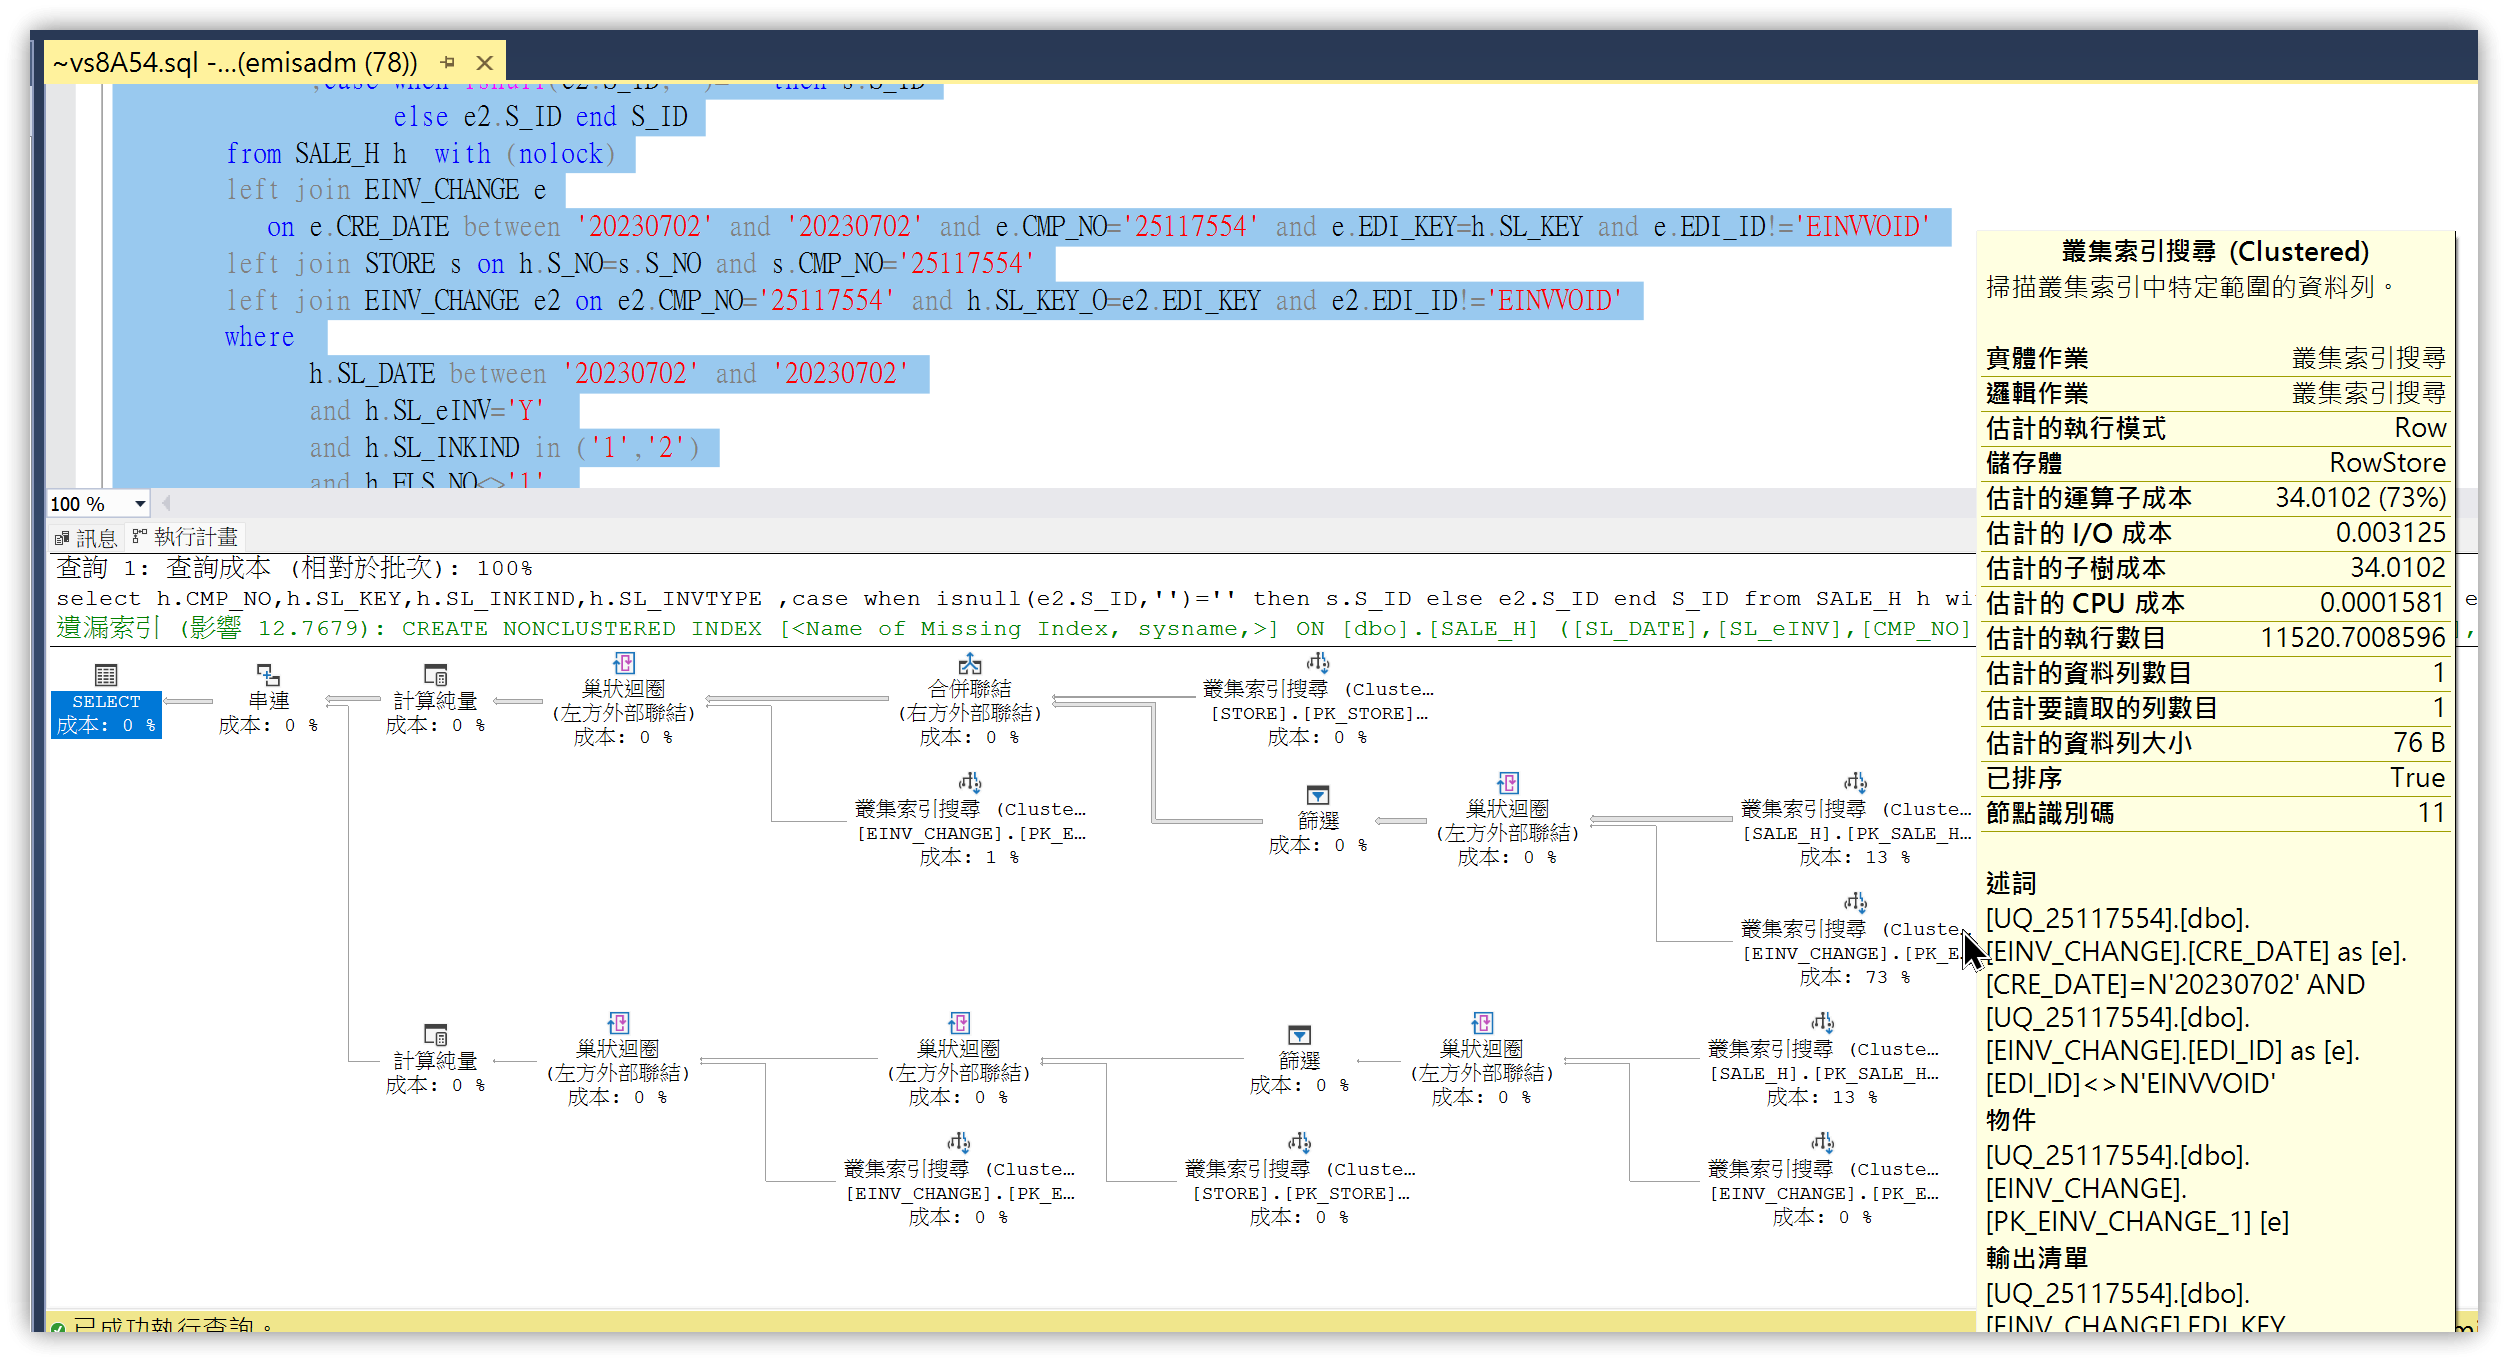 ~vs8A54.sql -...(emisadm (78))
else e2.S_ID end S_ID
from SALE_H h  with (nolock)
left join EINV_CHANGE e
on e.CRE_DATE between '20230702' and '20230702' and e.CMP_NO='25117554' and e.EDI_KEY=h.SL_KEY and e.EDI_ID!='EINVVOID'
left join STORE s on h.S_NO=s.S_NO and s.CMP_NO='25117554'
left join EINV_CHANGE e2 on e2.CMP_NO='25117554' and h.SL_KEY_O=e2.EDI_KEY and e2.EDI_ID!='EINVVOID'
where
h.SL_DATE between '20230702' and '20230702'
and h.SL_eINV='Y'
and h.SL_INKIND in ('1','2')
and h.FLS_NO<>'1'
100 %
訊息 執行計畫
查詢 1: 查詢成本 (相對於批次): 100%
select h.CMP_NO,h.SL_KEY,h.SL_INKIND,h.SL_INVTYPE ,case when isnull(e2.S_ID,'')='' then s.S_ID else e2.S_ID end S_ID from SALE_H h wi
遺漏索引 (影響 12.7679): CREATE NONCLUSTERED INDEX [<Name of Missing Index, sysname,>] ON [dbo].[SALE_H] ([SL_DATE],[SL_eINV],[CMP_NO]
SELECT
成本: 0 %
串連
成本: 0 %
計算純量
成本: 0 %
巢狀迴圈
(左方外部聯結)
成本: 0 %
合併聯結
(右方外部聯結)
成本: 0 %
叢集索引搜尋 (Cluste…
[STORE].[PK_STORE]…
成本: 0 %
叢集索引搜尋 (Cluste…
[EINV_CHANGE].[PK_E…
成本: 1 %
篩選
成本: 0 %
巢狀迴圈
(左方外部聯結)
成本: 0 %
叢集索引搜尋 (Cluste…
[SALE_H].[PK_SALE_H…
成本: 13 %
叢集索引搜尋 (Cluste…
[EINV_CHANGE].[PK_E
成本: 73 %
計算純量
成本: 0 %
巢狀迴圈
(左方外部聯結)
成本: 0 %
巢狀迴圈
(左方外部聯結)
成本: 0 %
篩選
成本: 0 %
巢狀迴圈
(左方外部聯結)
成本: 0 %
叢集索引搜尋 (Cluste…
[SALE_H].[PK_SALE_H…
成本: 13 %
叢集索引搜尋 (Cluste…
[EINV_CHANGE].[PK_E…
成本: 0 %
叢集索引搜尋 (Cluste…
[STORE].[PK_STORE]…
成本: 0 %
叢集索引搜尋 (Cluste…
[EINV_CHANGE].[PK_E…
成本: 0 %
已成功執行查詢。
叢集索引搜尋 (Clustered)
掃描叢集索引中特定範圍的資料列。
實體作業 叢集索引搜尋
邏輯作業 叢集索引搜尋
估計的執行模式 Row
儲存體 RowStore
估計的運算子成本 34.0102 (73%)
估計的 I/O 成本 0.003125
估計的子樹成本 34.0102
估計的 CPU 成本 0.0001581
估計的執行數目 11520.7008596
估計的資料列數目 1
估計要讀取的列數目 1
估計的資料列大小 76 B
已排序 True
節點識別碼 11
述詞
[UQ_25117554].[dbo].
[EINV_CHANGE].[CRE_DATE] as [e].
[CRE_DATE]=N'20230702' AND
[UQ_25117554].[dbo].
[EINV_CHANGE].[EDI_ID] as [e].
[EDI_ID]<>N'EINVVOID'
物件
[UQ_25117554].[dbo].
[EINV_CHANGE].
[PK_EINV_CHANGE_1] [e]
輸出清單
[UQ_25117554].[dbo].
[EINV_CHANGE].EDI_KEY